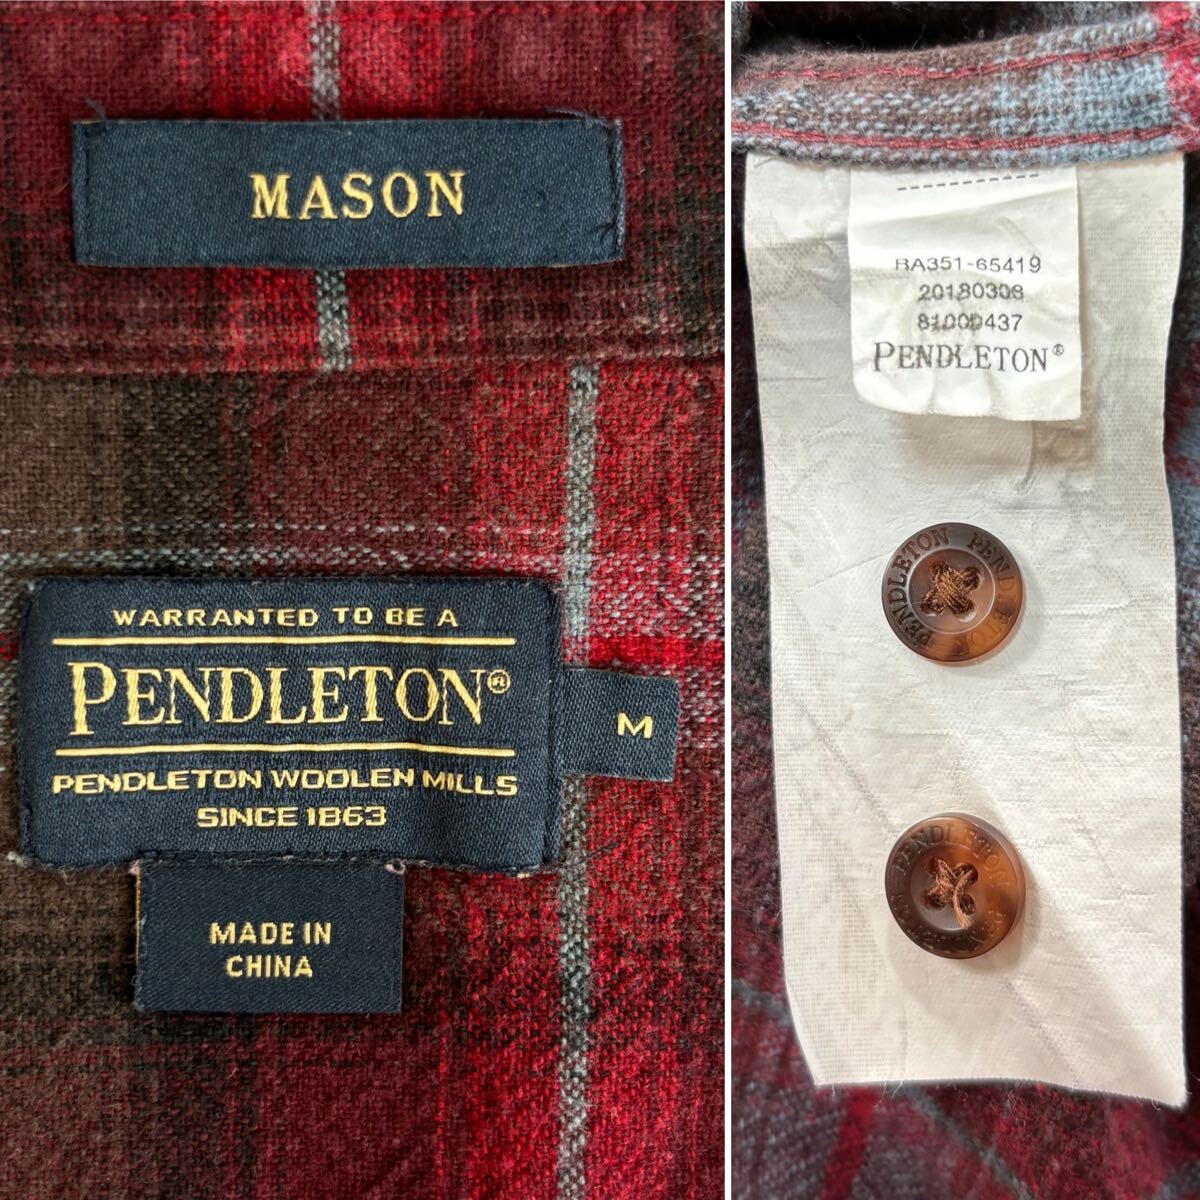 MASON
WARRANTED TO BE A
PENDLETON®
PENDLETON WOOLEN MILLS
SINCE 1863
M
MADE IN
CHINA
RA351-65419
20180308
81000437
PENDLETON®
PENDLETON PENDLETON
PENDLETON